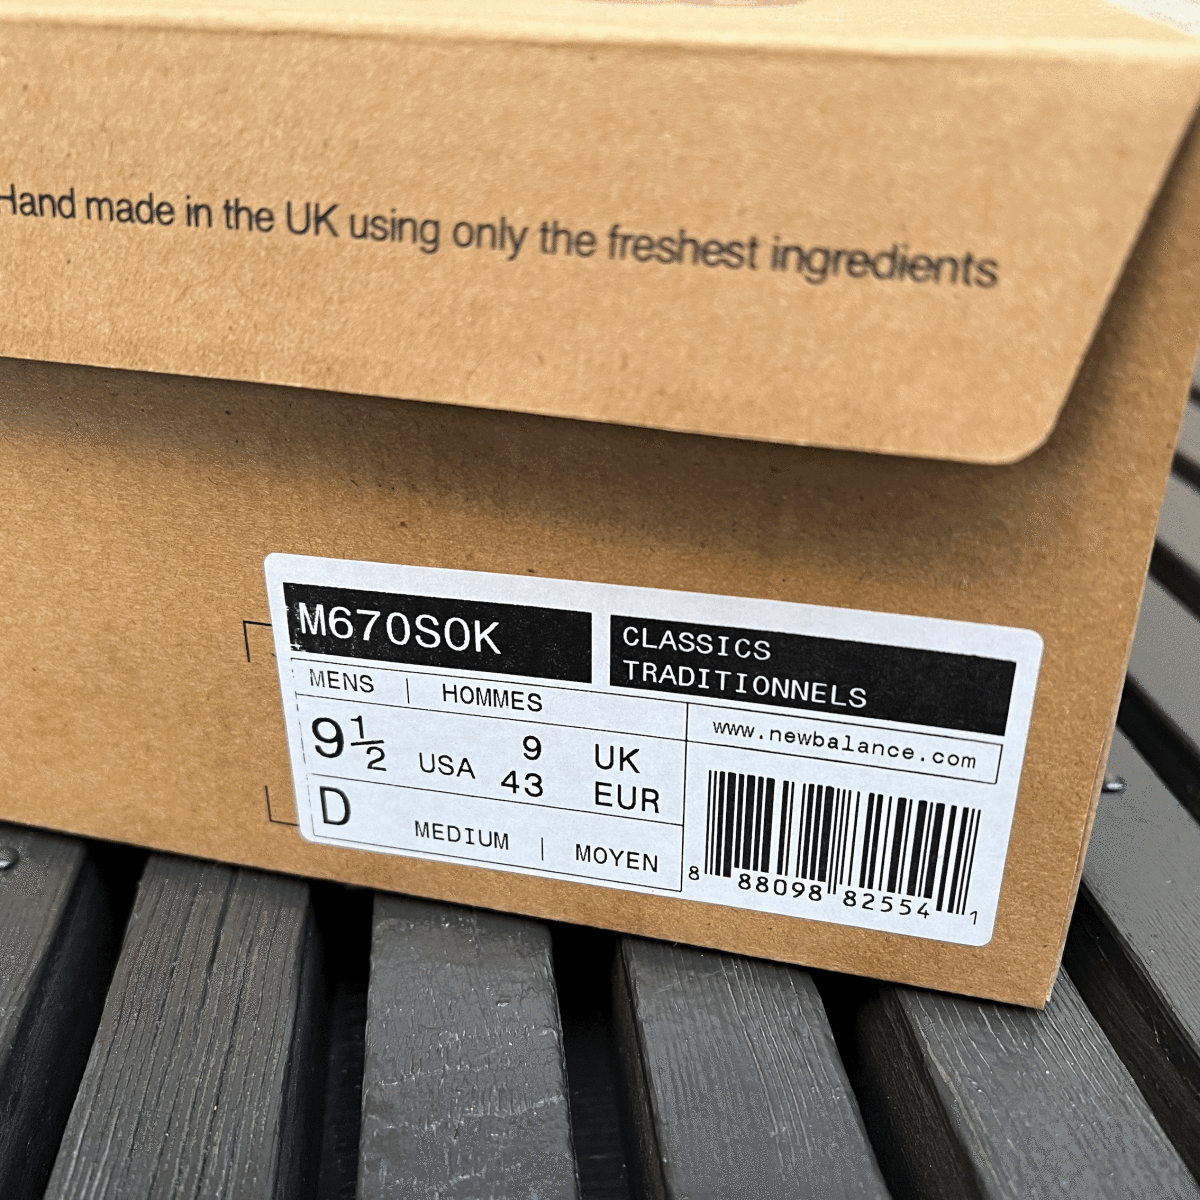 Hand made in the UK using only the freshest ingredients
M670SOK
CLASSICS
TRADITIONNELS
MENS | HOMMES
9½ USA
9 UK
43 EUR
D
MEDIUM | MOYEN
www.newbalance.com
8 88098 82554 1